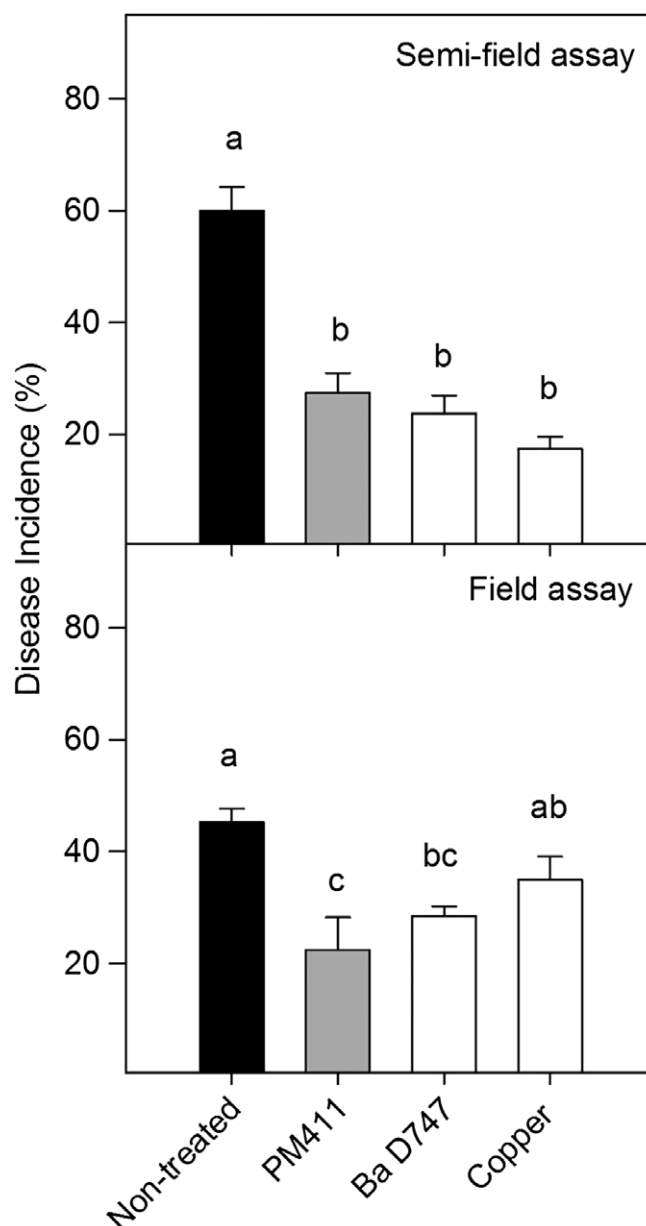 Disease Incidence (%)
Semi-field assay
80
a
60
40
b
b
b
20
Field assay
80
60
a
40
ab
bc
c
20
Non-treated
PM411
Ba D747
Copper